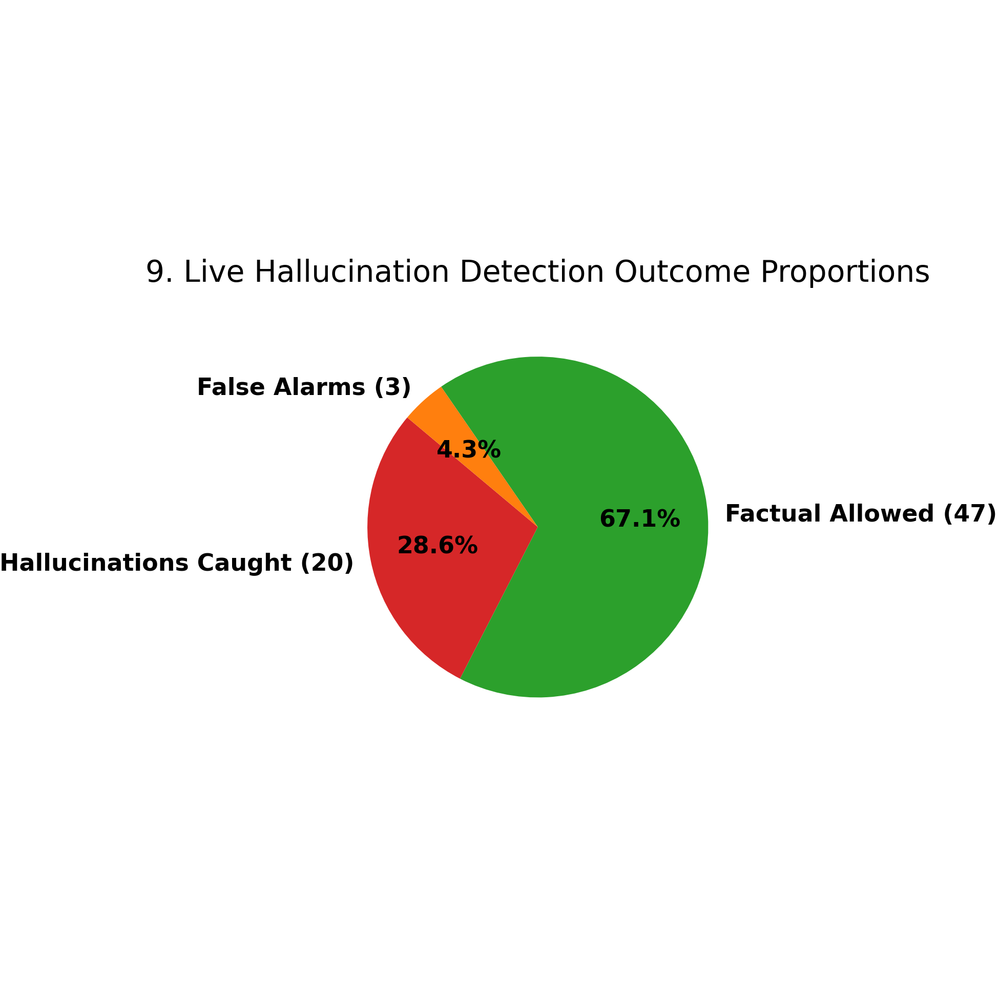 9. Live Hallucination Detection Outcome Proportions
False Alarms (3)
4.3%
67.1%
Factual Allowed (47)
28.6%
Hallucinations Caught (20)